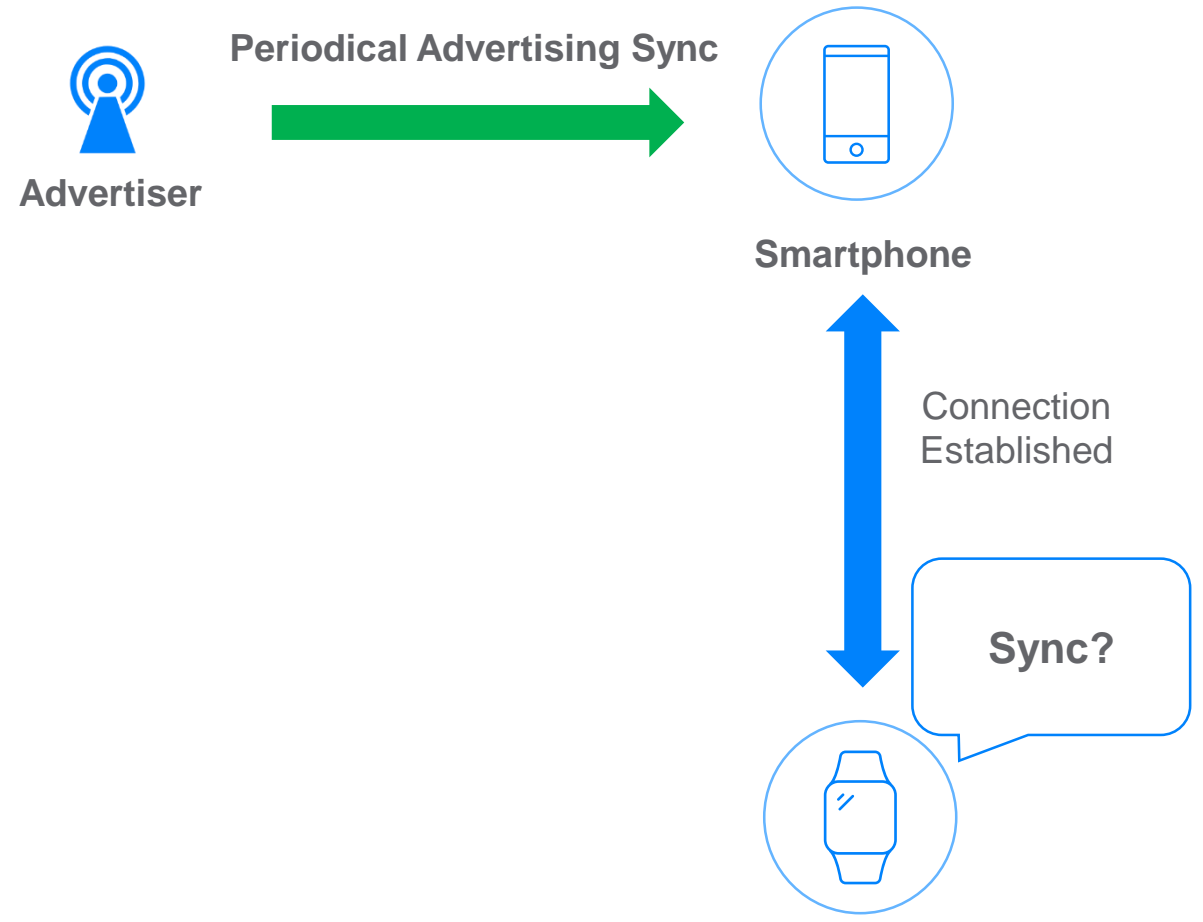 Periodical Advertising Sync
Advertiser
Smartphone
Connection
Established
Sync?